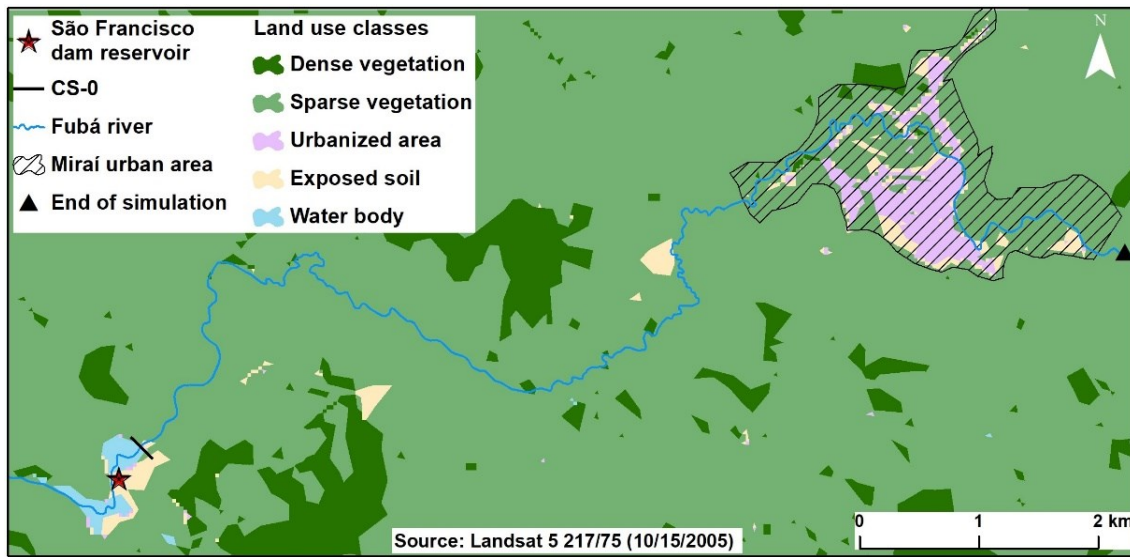 São Francisco
dam reservoir
CS-0
Fubá river
Miraí urban area
End of simulation
Land use classes
Dense vegetation
Sparse vegetation
Urbanized area
Exposed soil
Water body
N
Source: Landsat 5 217/75 (10/15/2005)
0 1 2 km